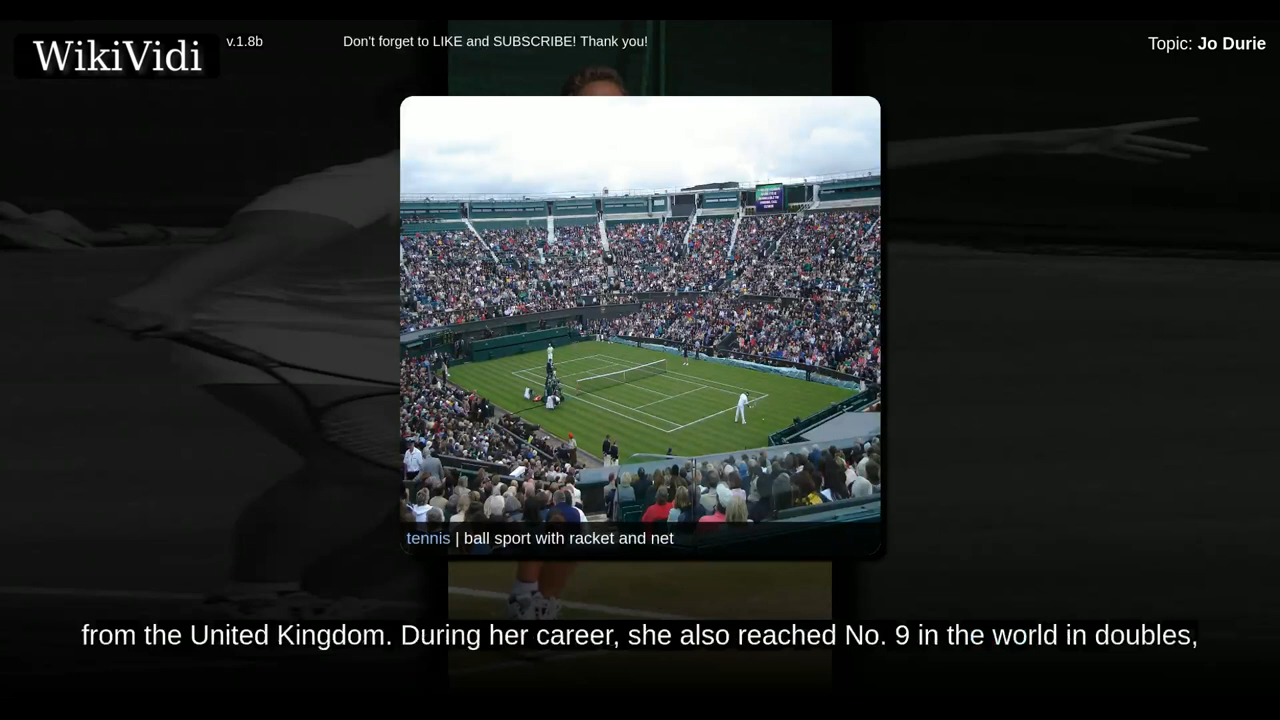 WikiVidi
v.1.8b
Don't forget to LIKE and SUBSCRIBE! Thank you!
Topic: Jo Durie
tennis | ball sport with racket and net
from the United Kingdom. During her career, she also reached No. 9 in the world in doubles,